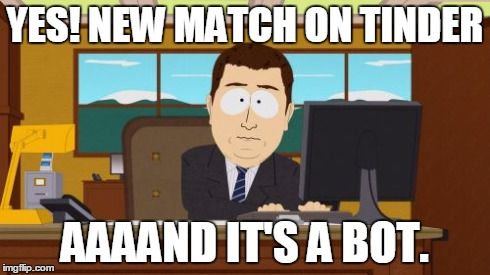 YES! NEW MATCH ON TINDER
AAAAND IT'S A BOT.
imgflip.com